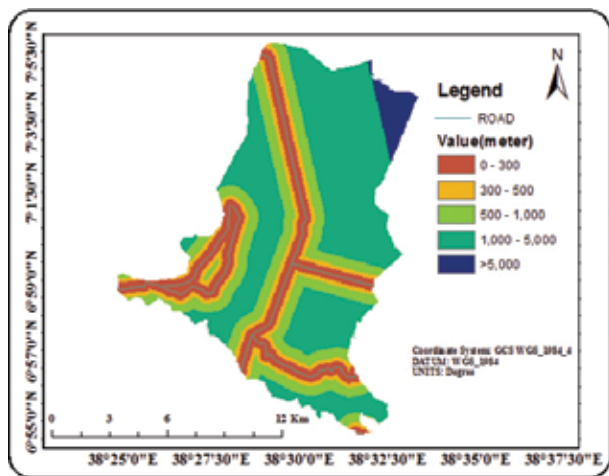 N
Legend
ROAD
Value(meter)
0 - 300
300 - 500
500 - 1,000
1,000 - 5,000
>5,000
Coordinate System: GCS WGS_1984_4
DATUM: WGS_1984
UNITS: Degree
0 3 6 12 Km
7°5'30"N
7°3'30"N
7°1'30"N
6°59'0"N
6°57'0"N
6°55'0"N
38°25'0"E 38°27'30"E 38°30'0"E 38°32'30"E 38°35'0"E 38°37'30"E